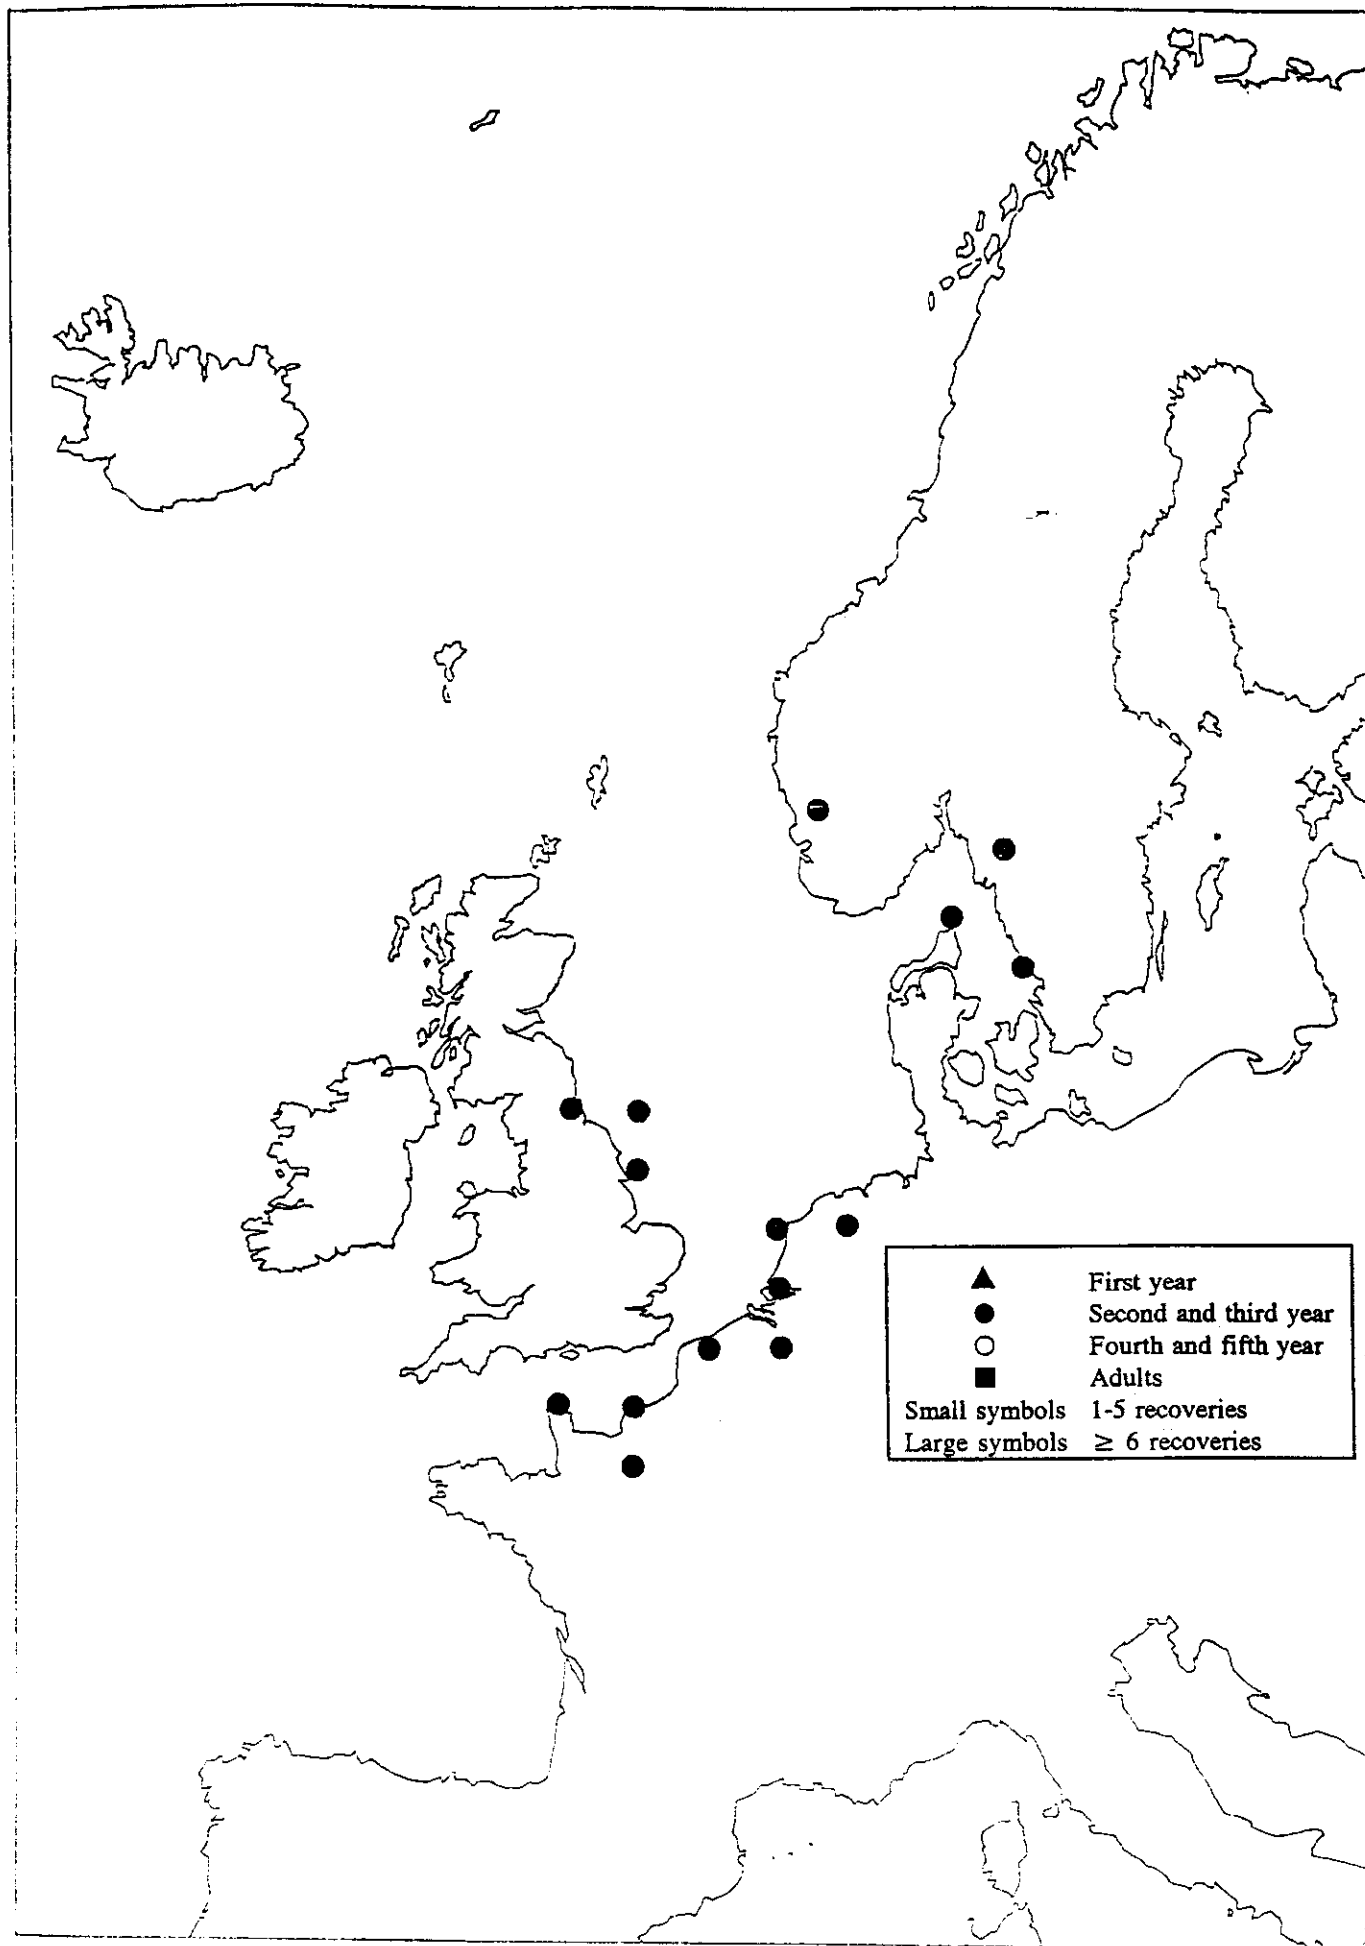 First year
Second and third year
Fourth and fifth year
Adults
Small symbols 1-5 recoveries
Large symbols ≥ 6 recoveries